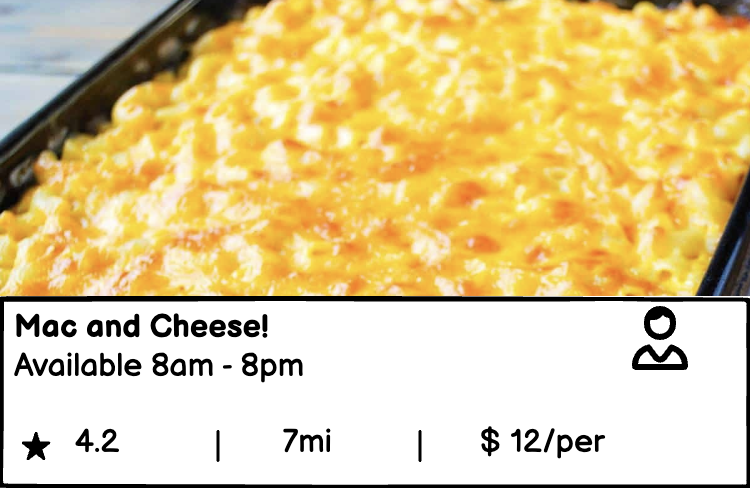 Mac and Cheese!
Available 8am - 8pm
★ 4.2 | 7mi | $ 12/per